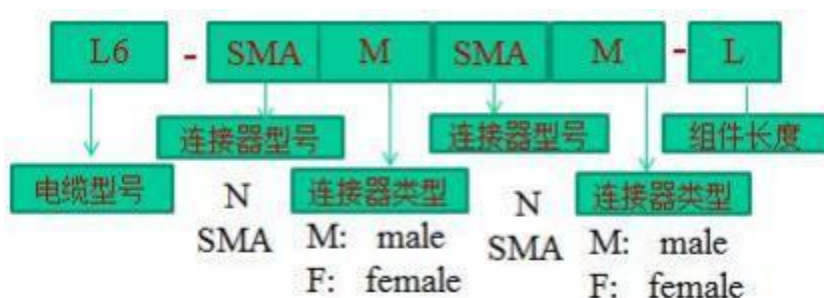 L6 - SMA M SMA M - L
连接器型号 连接器型号 组件长度
电缆型号 连接器类型 连接器类型
N N
SMA M: male SMA M: male
F: female F: female